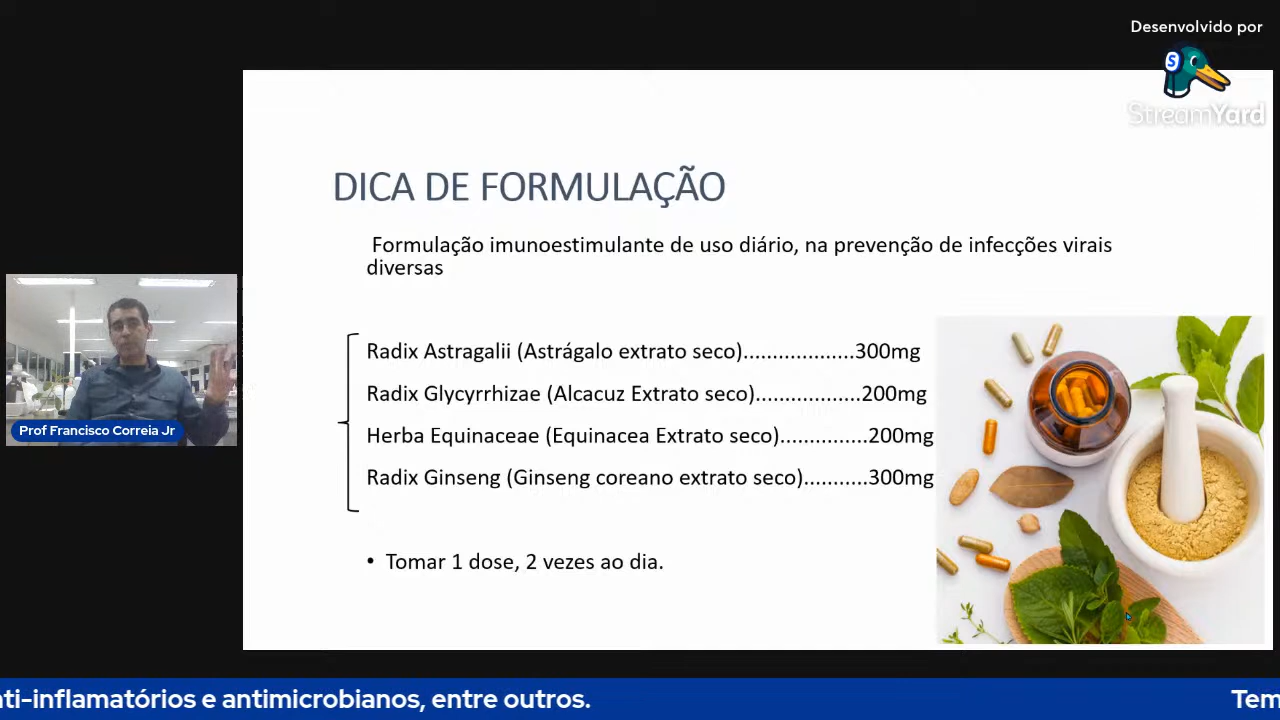 Desenvolvido por
S
StreamYard
DICA DE FORMULAÇÃO
Formulação imunoestimulante de uso diário, na prevenção de infecções virais
diversas
Radix Astragalii (Astrágalo extrato seco)...................300mg
Radix Glycyrrhizae (Alcacuz Extrato seco)..................200mg
Herba Equinaceae (Equinacea Extrato seco)...............200mg
Radix Ginseng (Ginseng coreano extrato seco)...........300mg
• Tomar 1 dose, 2 vezes ao dia.
Prof Francisco Correia Jr
ti-inflamatórios e antimicrobianos, entre outros.
Tem